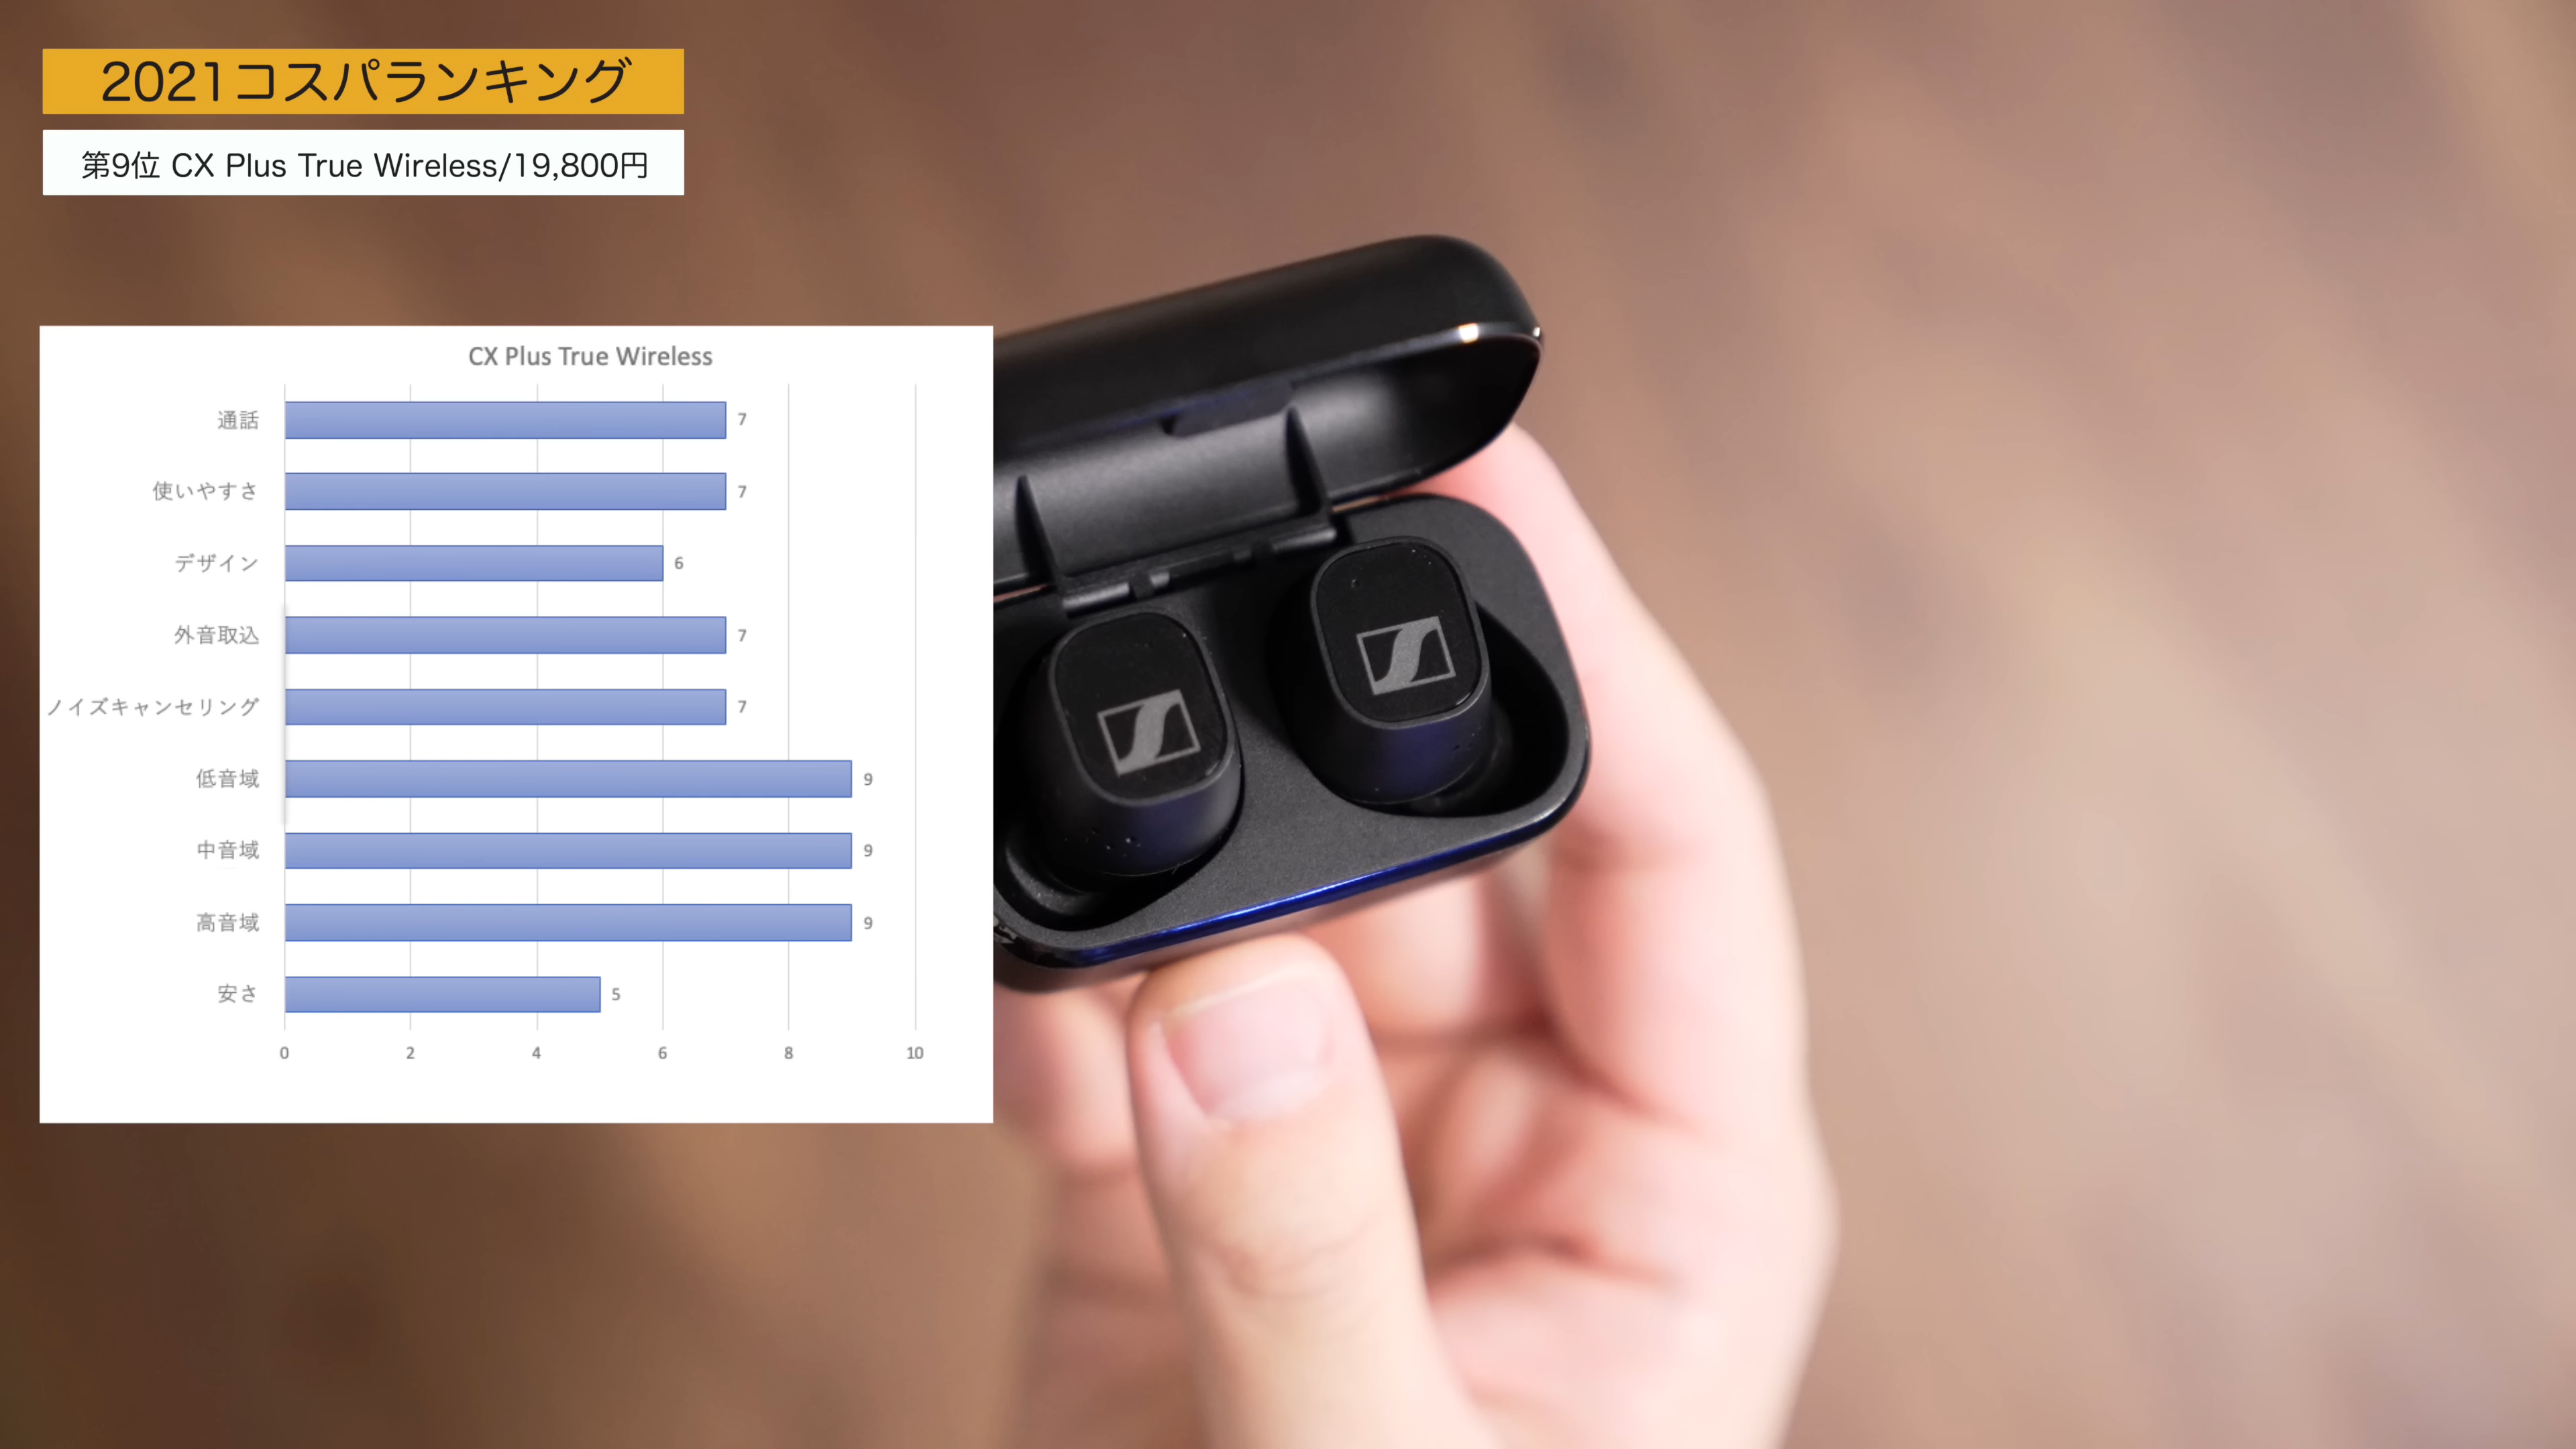 2021コスパランキング
第9位 CX Plus True Wireless/19,800円
CX Plus True Wireless
通話 7
使いやすさ 7
デザイン 6
外音取込 7
ノイズキャンセリング 7
低音域 9
中音域 9
高音域 9
安さ 5
0 2 4 6 8 10